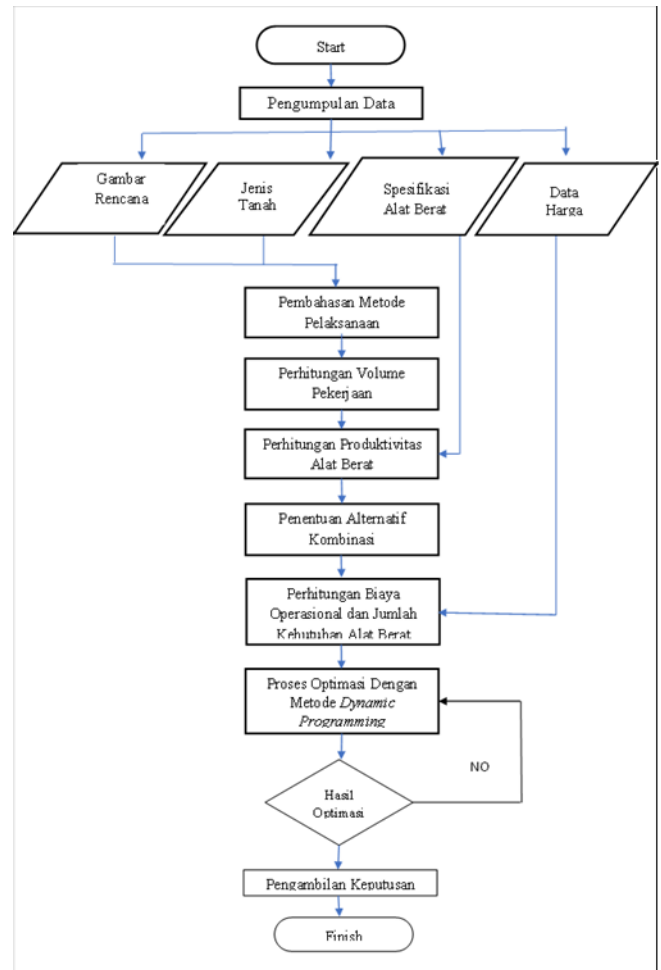 Start
Pengumpulan Data
Gambar
Rencana
Jenis
Tanah
Spesifikasi
Alat Berat
Data
Harga
Pembahasan Metode
Pelaksanaan
Perhitungan Volume
Pekerjaan
Perhitungan Produktivitas
Alat Berat
Penentuan Alternatif
Kombinasi
Perhitungan Biaya
Operasional dan Jumlah
Kebutuhan Alat Berat
Proses Optimasi Dengan
Metode Dynamic
Programming
NO
Hasil
Optimasi
Pengambilan Keputusan
Finish